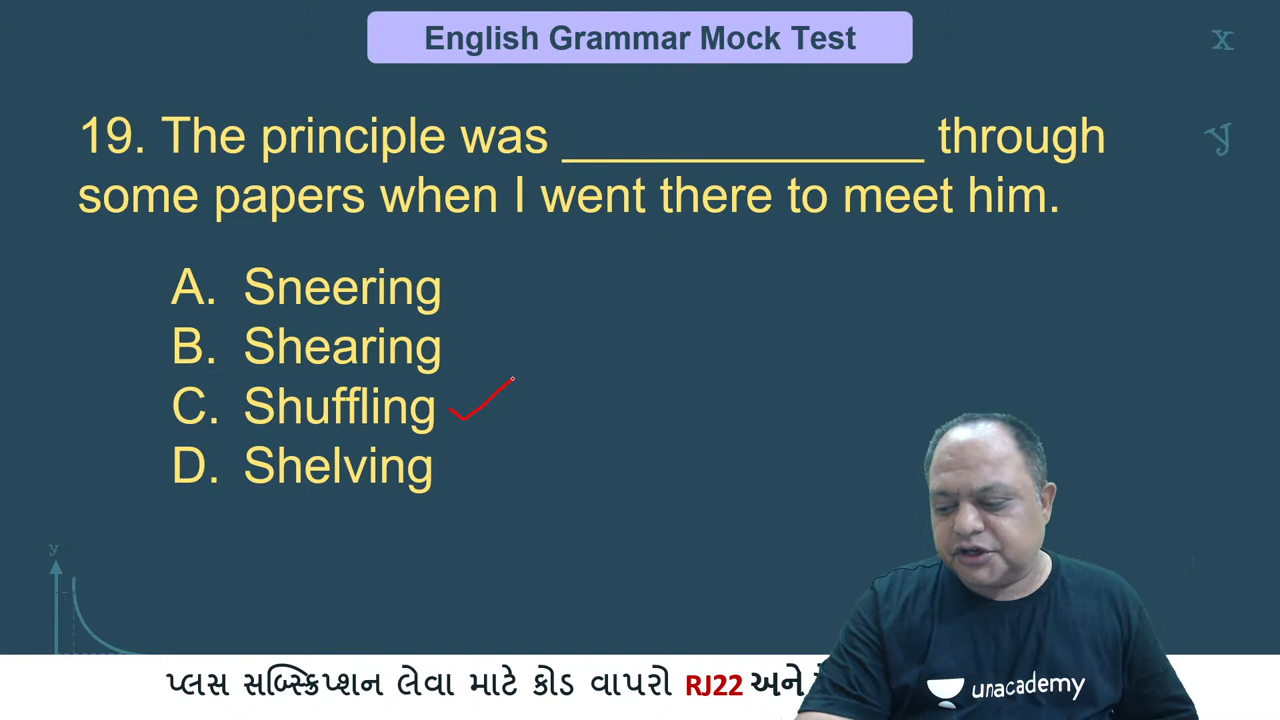 English Grammar Mock Test
x
y
19. The principle was ______________ through
some papers when I went there to meet him.
A. Sneering
B. Shearing
C. Shuffling
D. Shelving
y
પ્લસ સબ્સ્ક્રિપ્શન લેવા માટે કોડ વાપરો RJ22 અને
unacademy